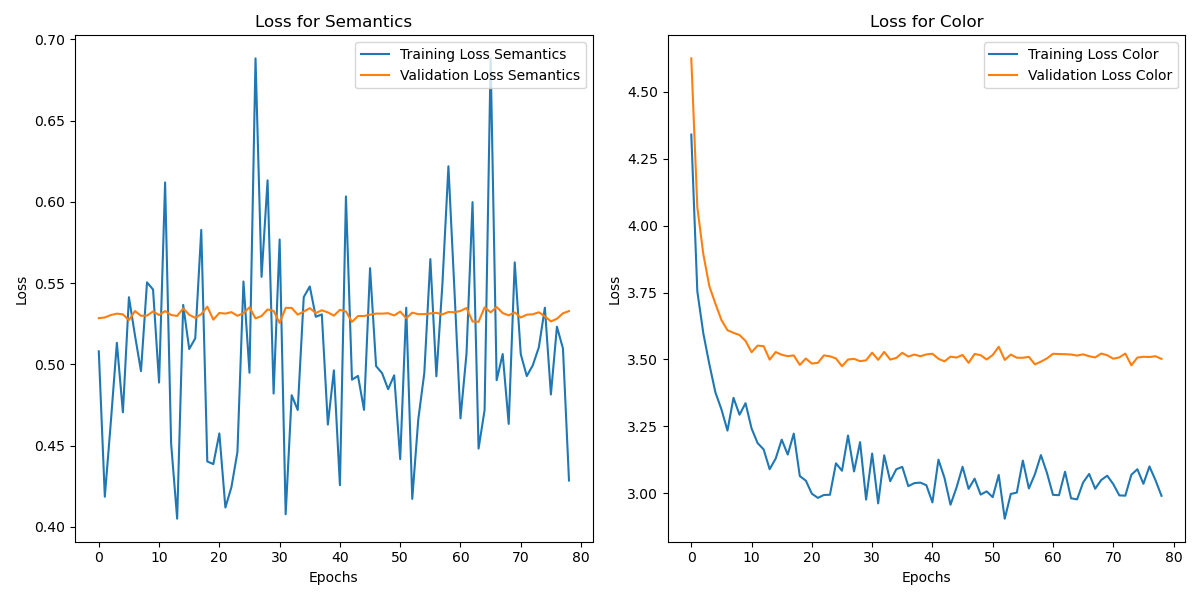 Loss for Semantics
Training Loss Semantics
Validation Loss Semantics
0.70
0.65
0.60
0.55
0.50
0.45
0.40
Loss
0 10 20 30 40 50 60 70 80
Epochs
Loss for Color
Training Loss Color
Validation Loss Color
4.50
4.25
4.00
3.75
3.50
3.25
3.00
Loss
0 10 20 30 40 50 60 70 80
Epochs